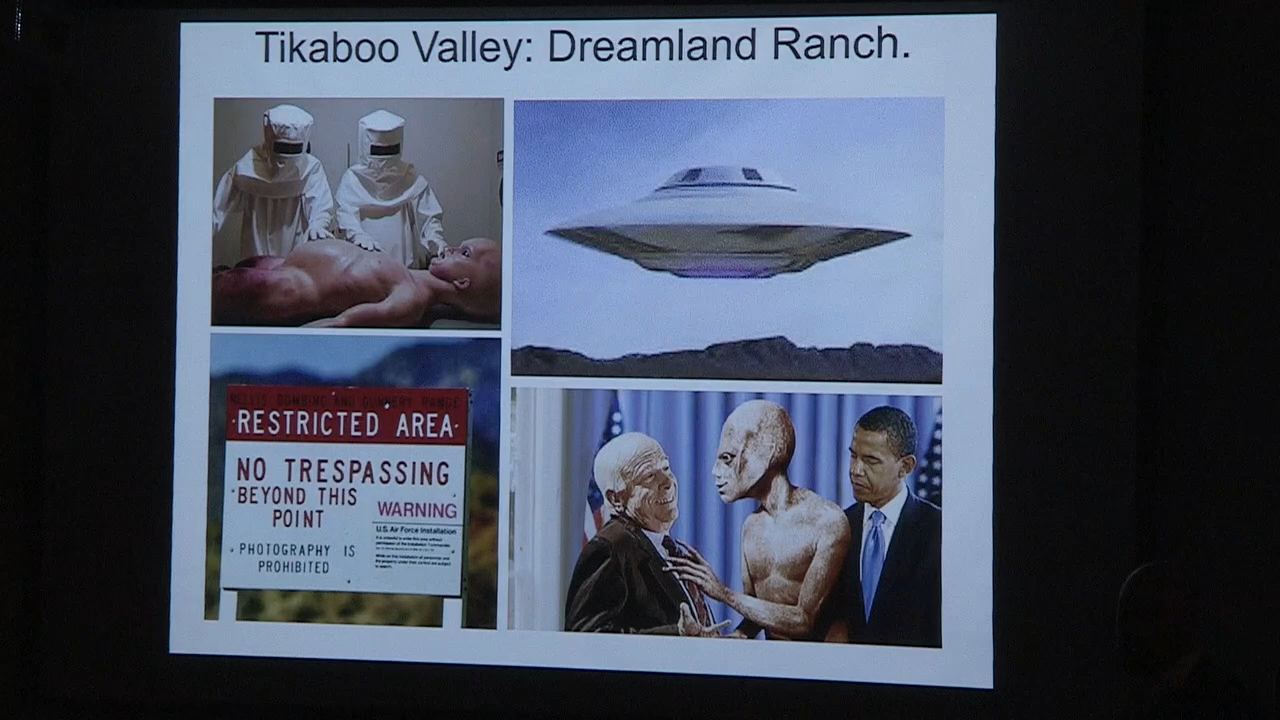 Tikaboo Valley: Dreamland Ranch.
NELLIS BOMBING AND GUNNERY RANGE
·RESTRICTED AREA·
NO TRESPASSING
BEYOND THIS
POINT
WARNING
U.S. Air Force Installation
PHOTOGRAPHY IS
PROHIBITED